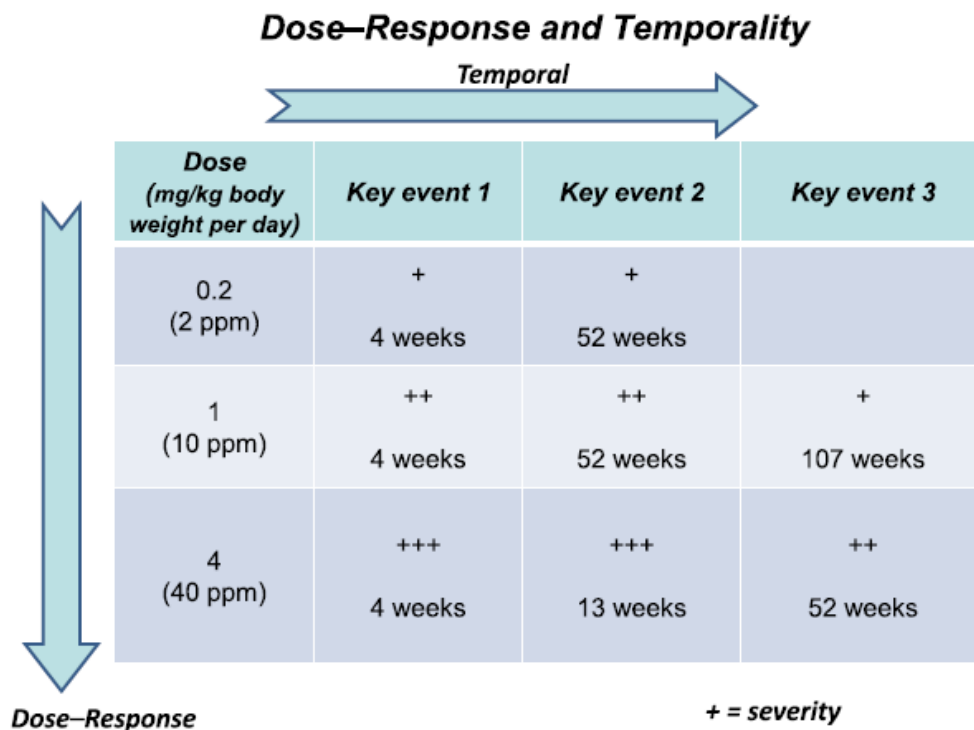 Dose–Response and Temporality
Temporal
Dose
(mg/kg body
weight per day)
Key event 1
Key event 2
Key event 3
0.2
(2 ppm)
+
4 weeks
+
52 weeks
1
(10 ppm)
++
4 weeks
++
52 weeks
+
107 weeks
4
(40 ppm)
+++
4 weeks
+++
13 weeks
++
52 weeks
Dose–Response
+ = severity